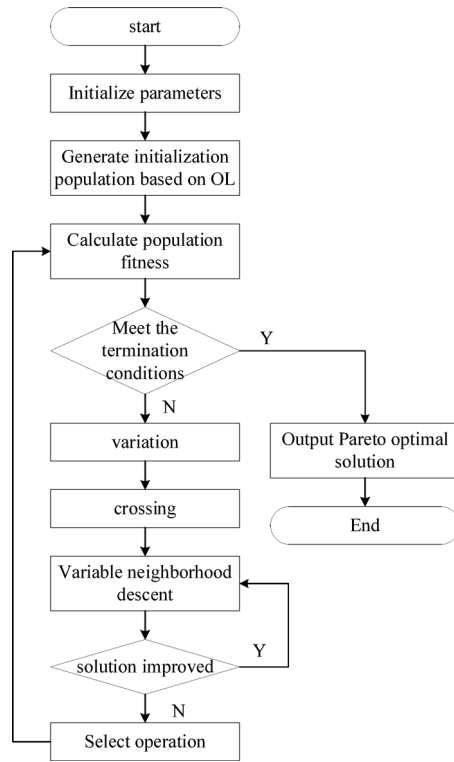 start
Initialize parameters
Generate initialization
population based on OL
Calculate population
fitness
Meet the
termination
conditions
Y
N
variation
Output Pareto optimal
solution
crossing
End
Variable neighborhood
descent
solution improved
Y
N
Select operation